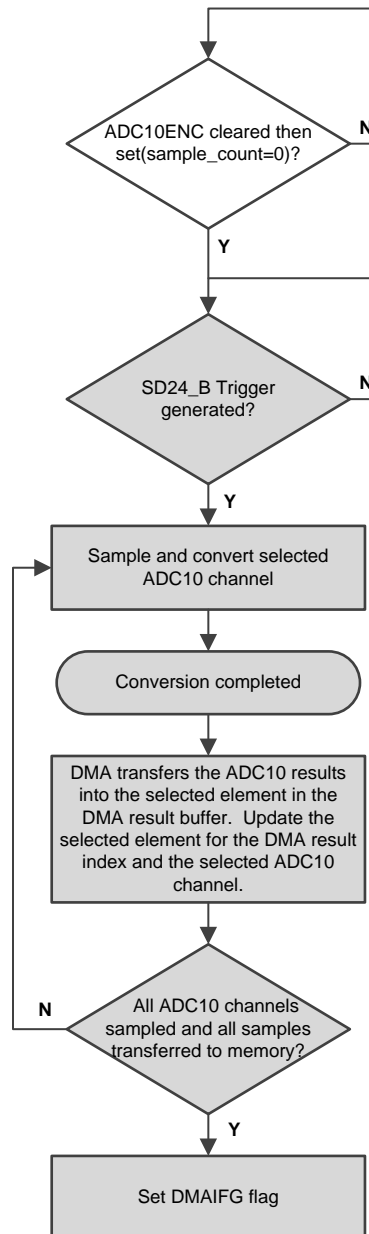 ADC10ENC cleared then
set(sample_count=0)?
N
Y
SD24_B Trigger
generated?
N
Y
Sample and convert selected
ADC10 channel
Conversion completed
DMA transfers the ADC10 results
into the selected element in the
DMA result buffer.  Update the
selected element for the DMA result
index and the selected ADC10
channel.
N
All ADC10 channels
sampled and all samples
transferred to memory?
Y
Set DMAIFG flag